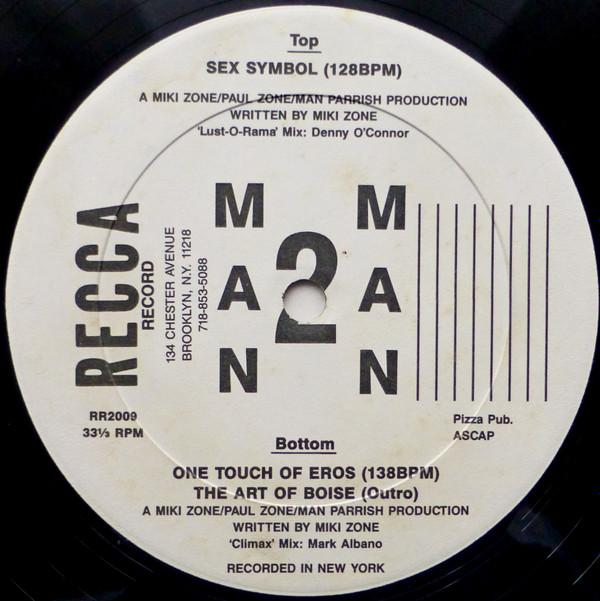 Top
SEX SYMBOL (128BPM)
A MIKI ZONE/PAUL ZONE/MAN PARRISH PRODUCTION
WRITTEN BY MIKI ZONE
'Lust-O-Rama' Mix: Denny O'Connor
RECCA
RECORD
134 CHESTER AVENUE
BROOKLYN, N.Y. 11218
718-853-5088
MAN
2
MAN
RR2009
33⅓ RPM
Pizza Pub.
ASCAP
Bottom
ONE TOUCH OF EROS (138BPM)
THE ART OF BOISE (Outro)
A MIKI ZONE/PAUL ZONE/MAN PARRISH PRODUCTION
WRITTEN BY MIKI ZONE
'Climax' Mix: Mark Albano
RECORDED IN NEW YORK